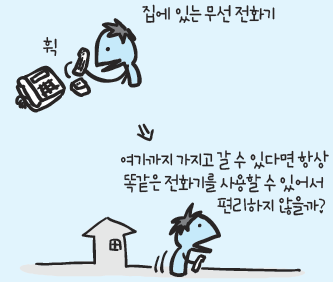 집에 있는 무선 전화기
휙
여기까지 가지고 갈 수 있다면 항상
똑같은 전화기를 사용할 수 있어서
편리하지 않을까?